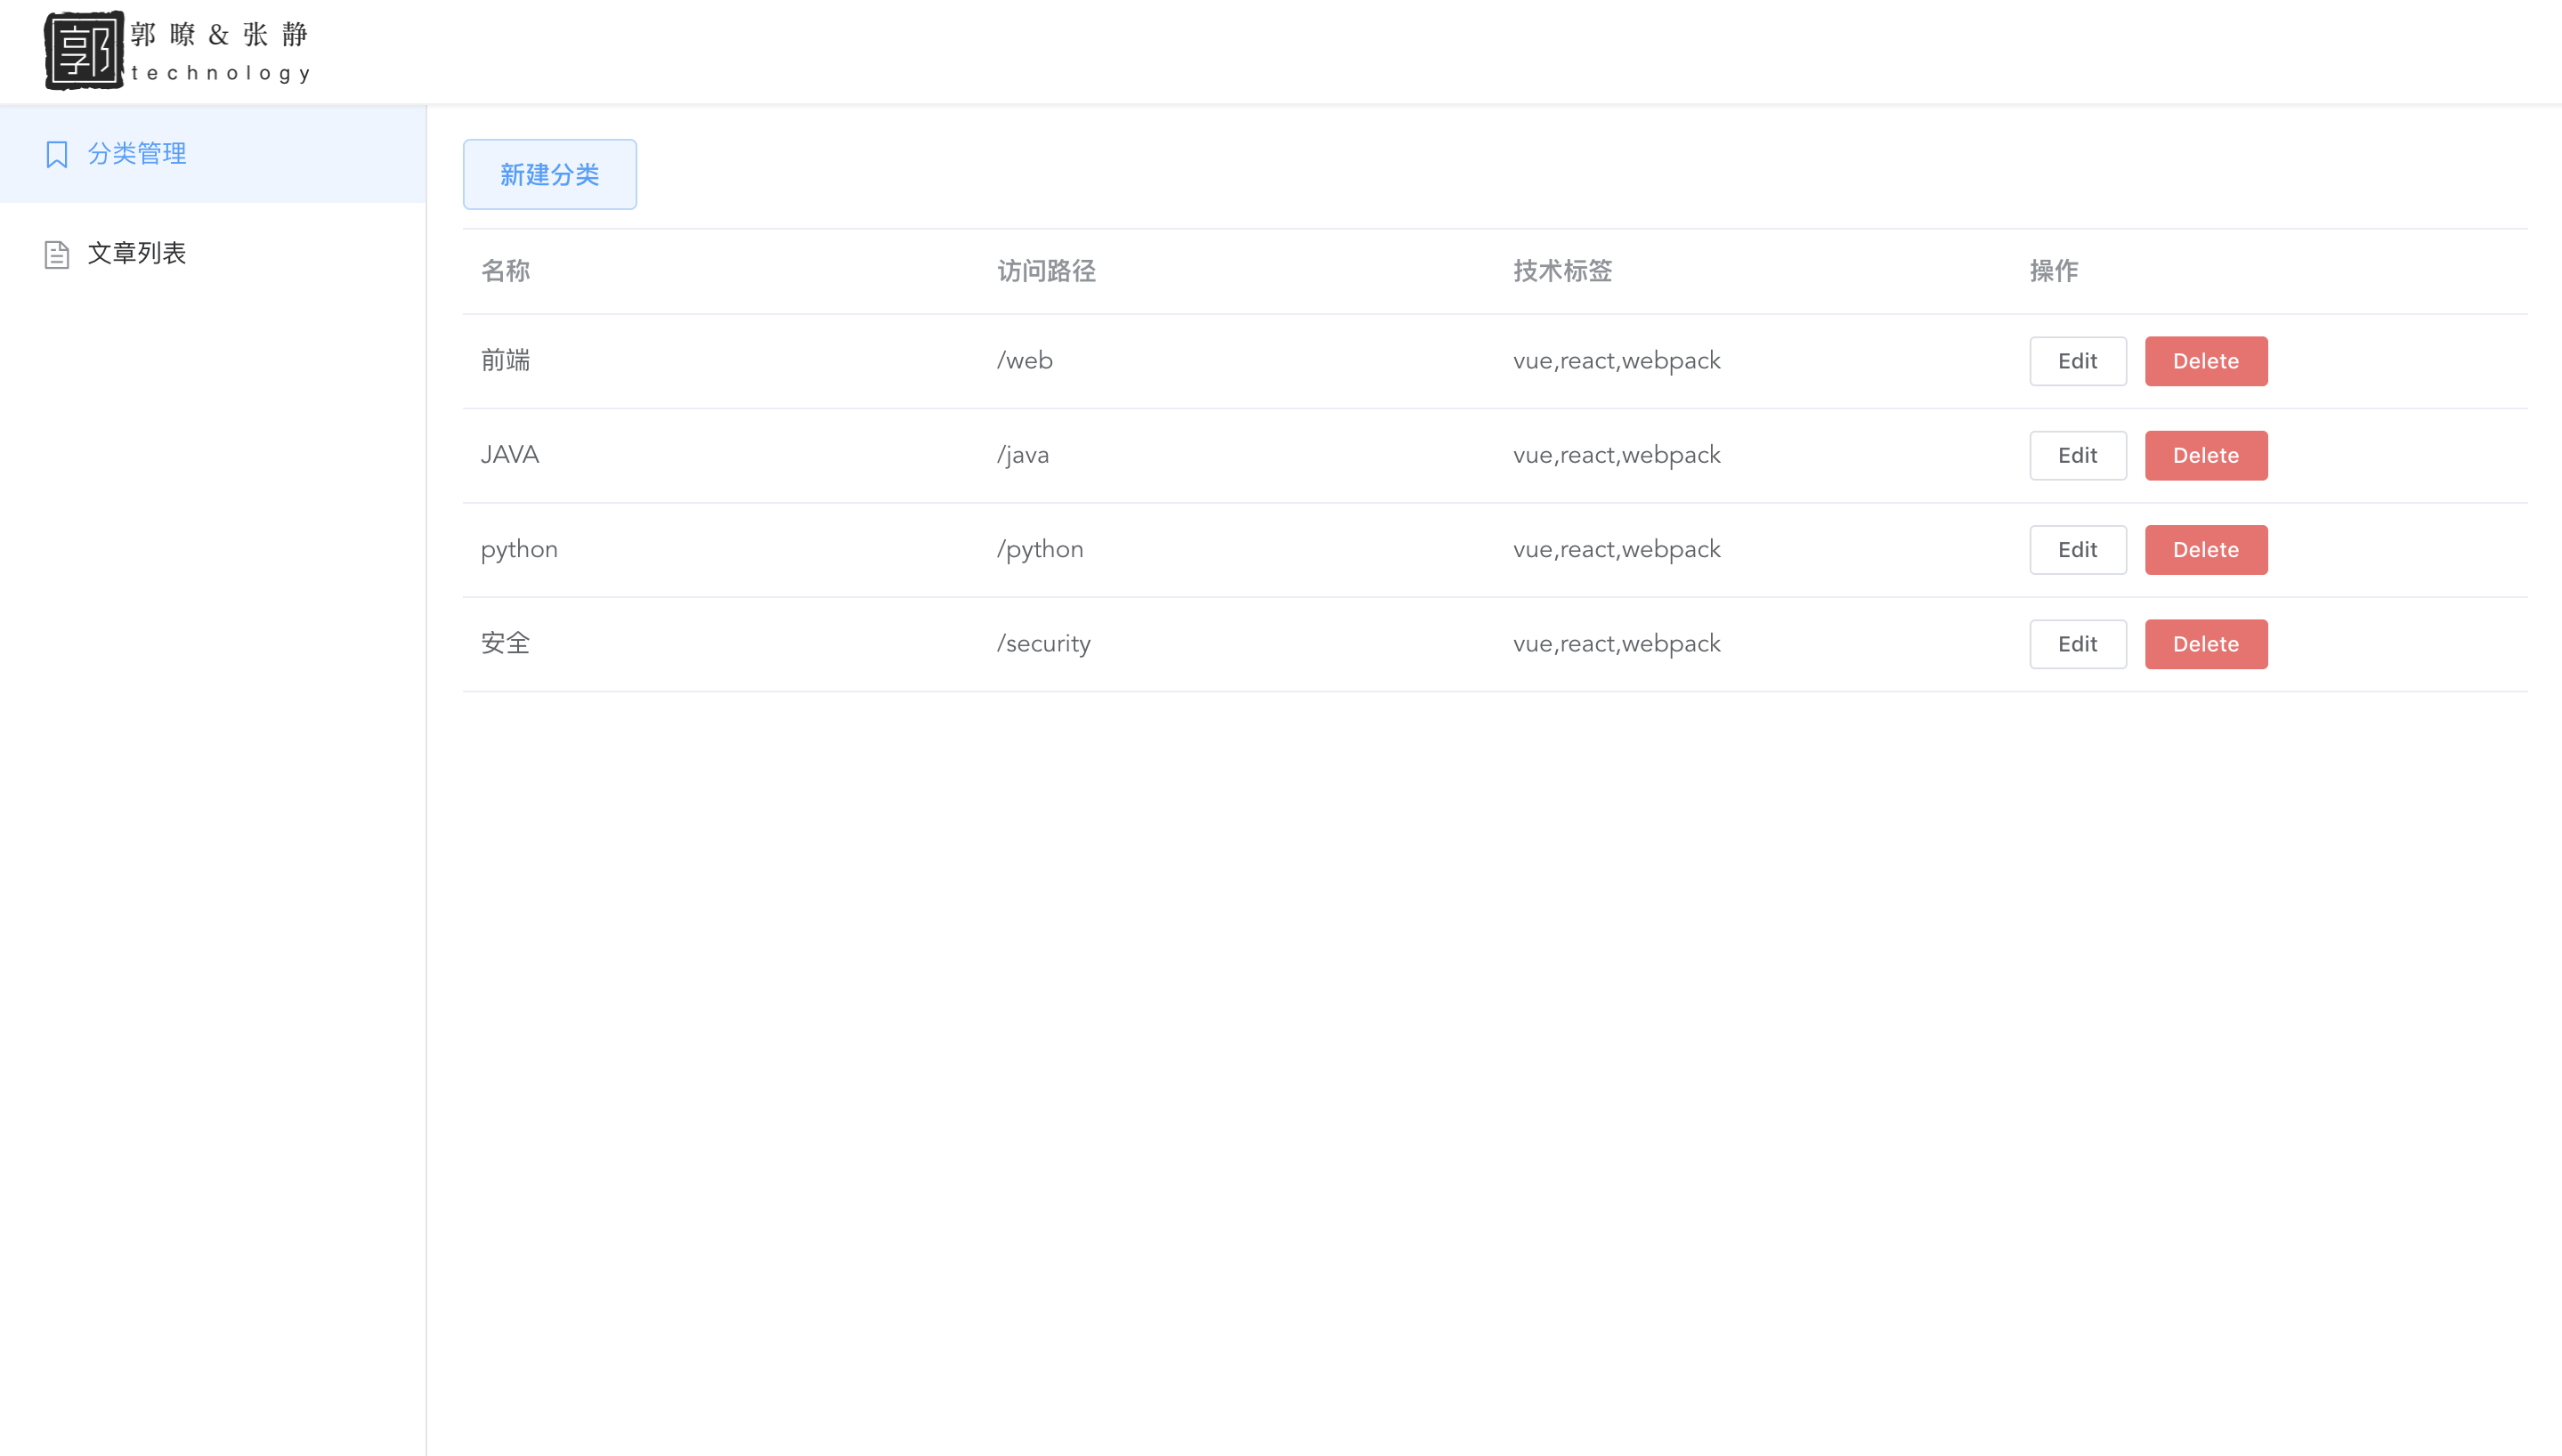 郭
郭暸&张静
technology
分类管理
文章列表
新建分类
名称 访问路径 技术标签 操作
前端 /web vue,react,webpack Edit Delete
JAVA /java vue,react,webpack Edit Delete
python /python vue,react,webpack Edit Delete
安全 /security vue,react,webpack Edit Delete